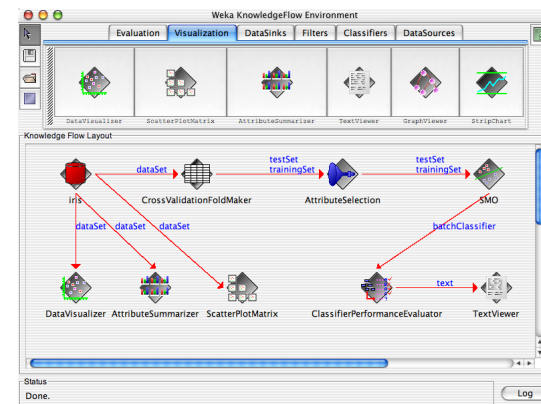 Weka KnowledgeFlow Environment
Evaluation Visualization DataSinks Filters Classifiers DataSources
DataVisualizer ScatterPlotMatrix AttributeSummarizer TextViewer GraphViewer StripChart
Knowledge Flow Layout
dataSet testSet testSet
trainingSet trainingSet
iris CrossValidationFoldMaker AttributeSelection SMO
dataSet dataSet dataSet batchClassifier
text
DataVisualizer AttributeSummarizer ScatterPlotMatrix ClassifierPerformanceEvaluator TextViewer
Status
Done. Log